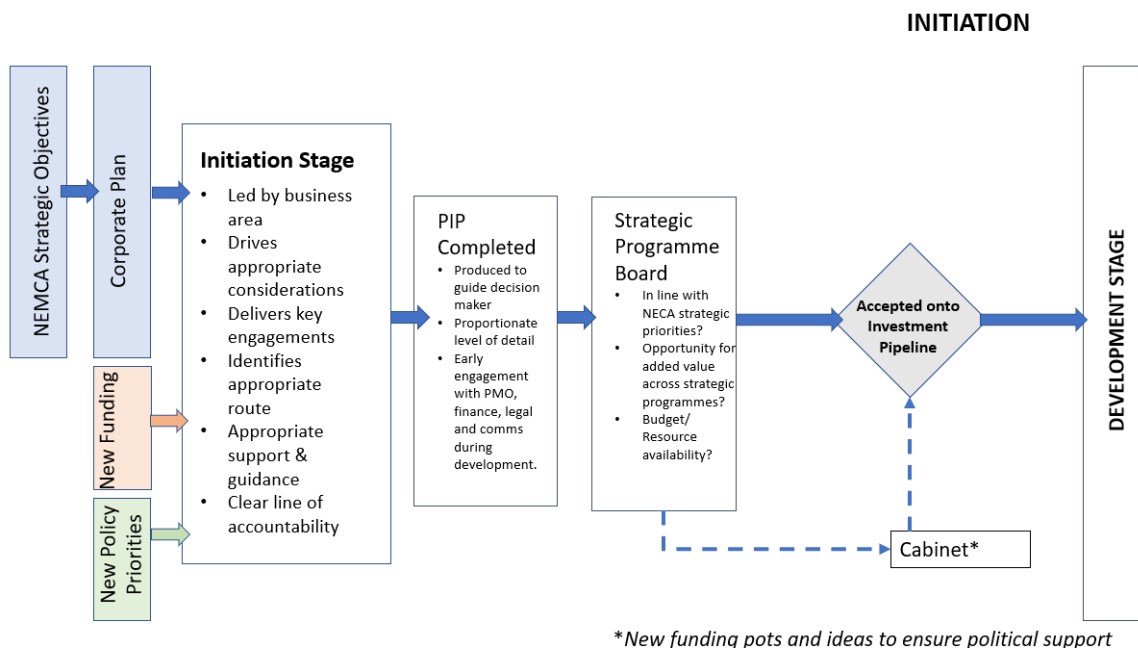 INITIATION
NEMCA Strategic Objectives
Corporate Plan
New Funding
New Policy
Priorities
Initiation Stage
• Led by business
area
• Drives
appropriate
considerations
• Delivers key
engagements
• Identifies
appropriate
route
• Appropriate
support &
guidance
• Clear line of
accountability
PIP
Completed
• Produced to
guide decision
maker
• Proportionate
level of detail
• Early
engagement
with PMO,
finance, legal
and comms
during
development.
Strategic
Programme
Board
• In line with
NECA strategic
priorities?
• Opportunity for
added value
across strategic
programmes?
• Budget/
Resource
availability?
Accepted onto
Investment
Pipeline
Cabinet*
DEVELOPMENT STAGE
*New funding pots and ideas to ensure political support